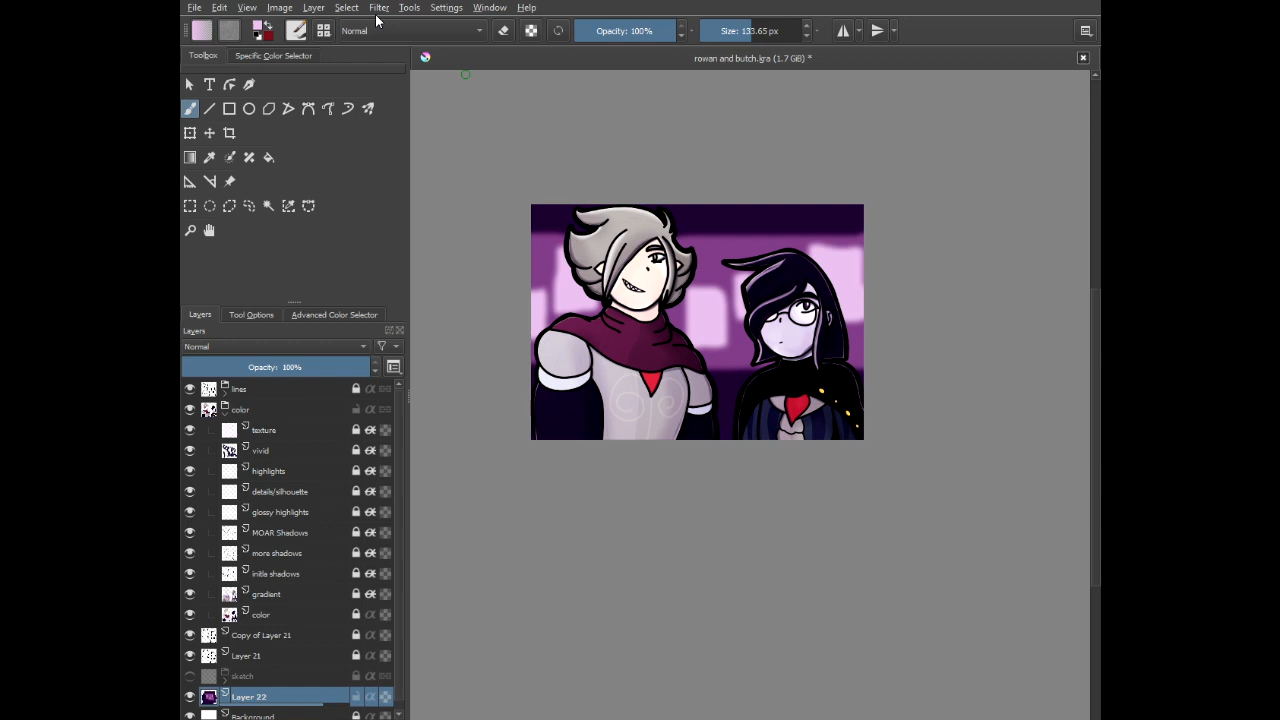 File Edit View Image Layer Select Filter Tools Settings Window Help
Normal Opacity: 100% Size: 133.65 px
Toolbox Specific Color Selector
rowan and butch.kra (1.7 GiB) *
Layers Tool Options Advanced Color Selector
Layers
Normal
Opacity: 100%
lines
color
texture
vivid
highlights
details/silhouette
glossy highlights
MOAR Shadows
more shadows
initla shadows
gradient
color
Copy of Layer 21
Layer 21
sketch
Layer 22
Background